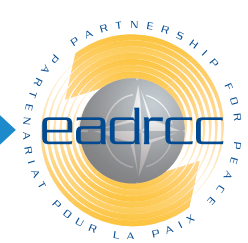 PARTNERSHIP FOR PEACE
eadrcc
PARTENARIAT POUR LA PAIX